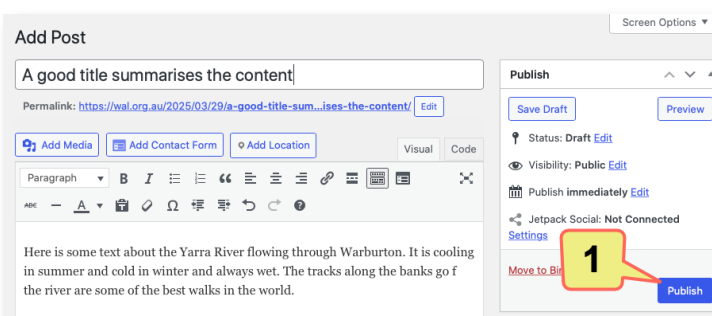 Screen Options ▼
Add Post
A good title summarises the content
Permalink: https://wal.org.au/2025/03/29/a-good-title-sum...ises-the-content/ Edit
Add Media
Add Contact Form
Add Location
Visual
Code
Paragraph
B I
ABC
A
Ω
Here is some text about the Yarra River flowing through Warburton. It is cooling
in summer and cold in winter and always wet. The tracks along the banks go f
the river are some of the best walks in the world.
Publish
Save Draft
Preview
Status: Draft Edit
Visibility: Public Edit
Publish immediately Edit
Jetpack Social: Not Connected
Settings
Move to Bi
1
Publish